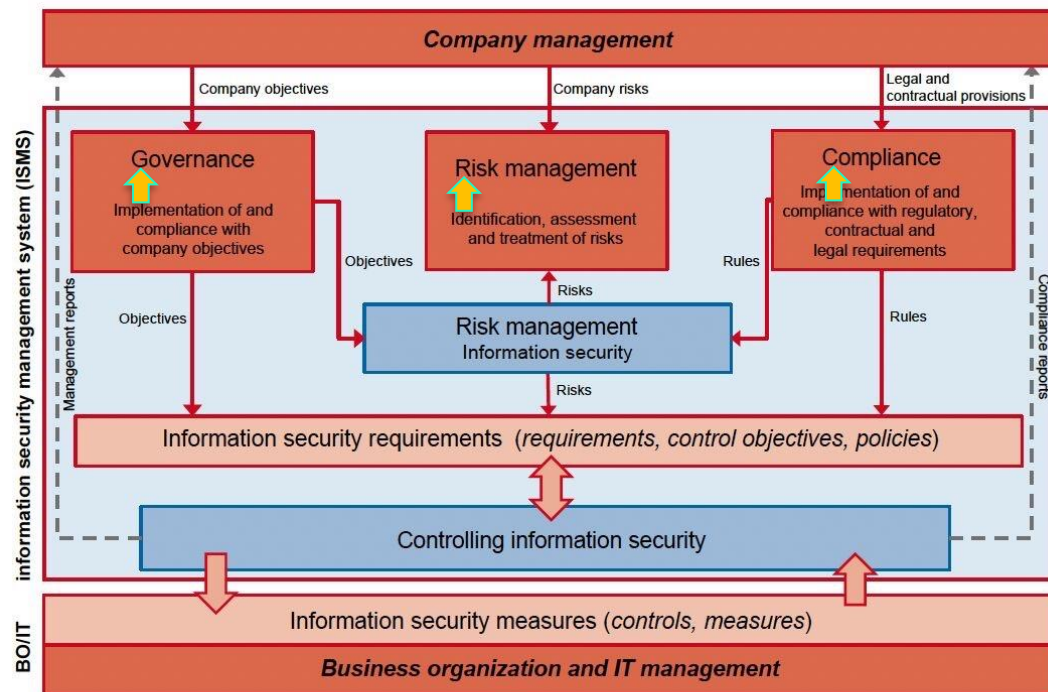 Company management
Company objectives
Company risks
Legal and
contractual provisions
Governance
Implementation of and
compliance with
company objectives
Risk management
Identification, assessment
and treatment of risks
Compliance
Implementation of and
compliance with regulatory,
contractual and
legal requirements
Objectives
Rules
Objectives
Risks
Rules
Risk management
Information security
Risks
Information security requirements (requirements, control objectives, policies)
Controlling information security
Management reports
Compliance reports
information security management system (ISMS)
Information security measures (controls, measures)
Business organization and IT management
BO/IT